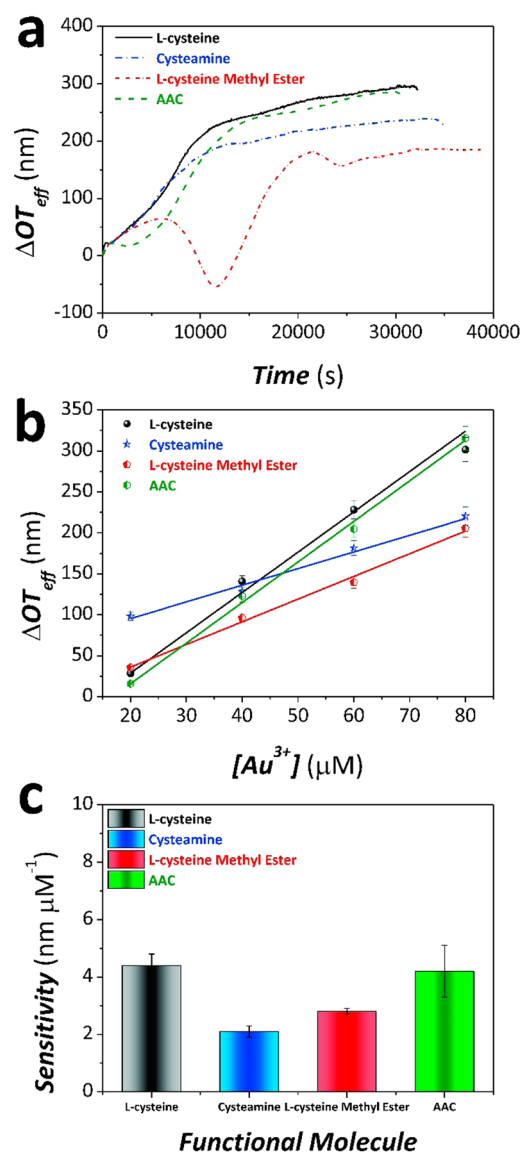 a
L-cysteine
Cysteamine
L-cysteine Methyl Ester
AAC
400
300
200
100
0
-100
ΔOTeff (nm)
0 10000 20000 30000 40000
Time (s)
b
L-cysteine
Cysteamine
L-cysteine Methyl Ester
AAC
350
300
250
200
150
100
50
0
ΔOTeff (nm)
20 30 40 50 60 70 80
[Au3+] (μM)
c
L-cysteine
Cysteamine
L-cysteine Methyl Ester
AAC
10
8
6
4
2
0
Sensitivity (nm μM-1)
L-cysteine Cysteamine L-cysteine Methyl Ester AAC
Functional Molecule